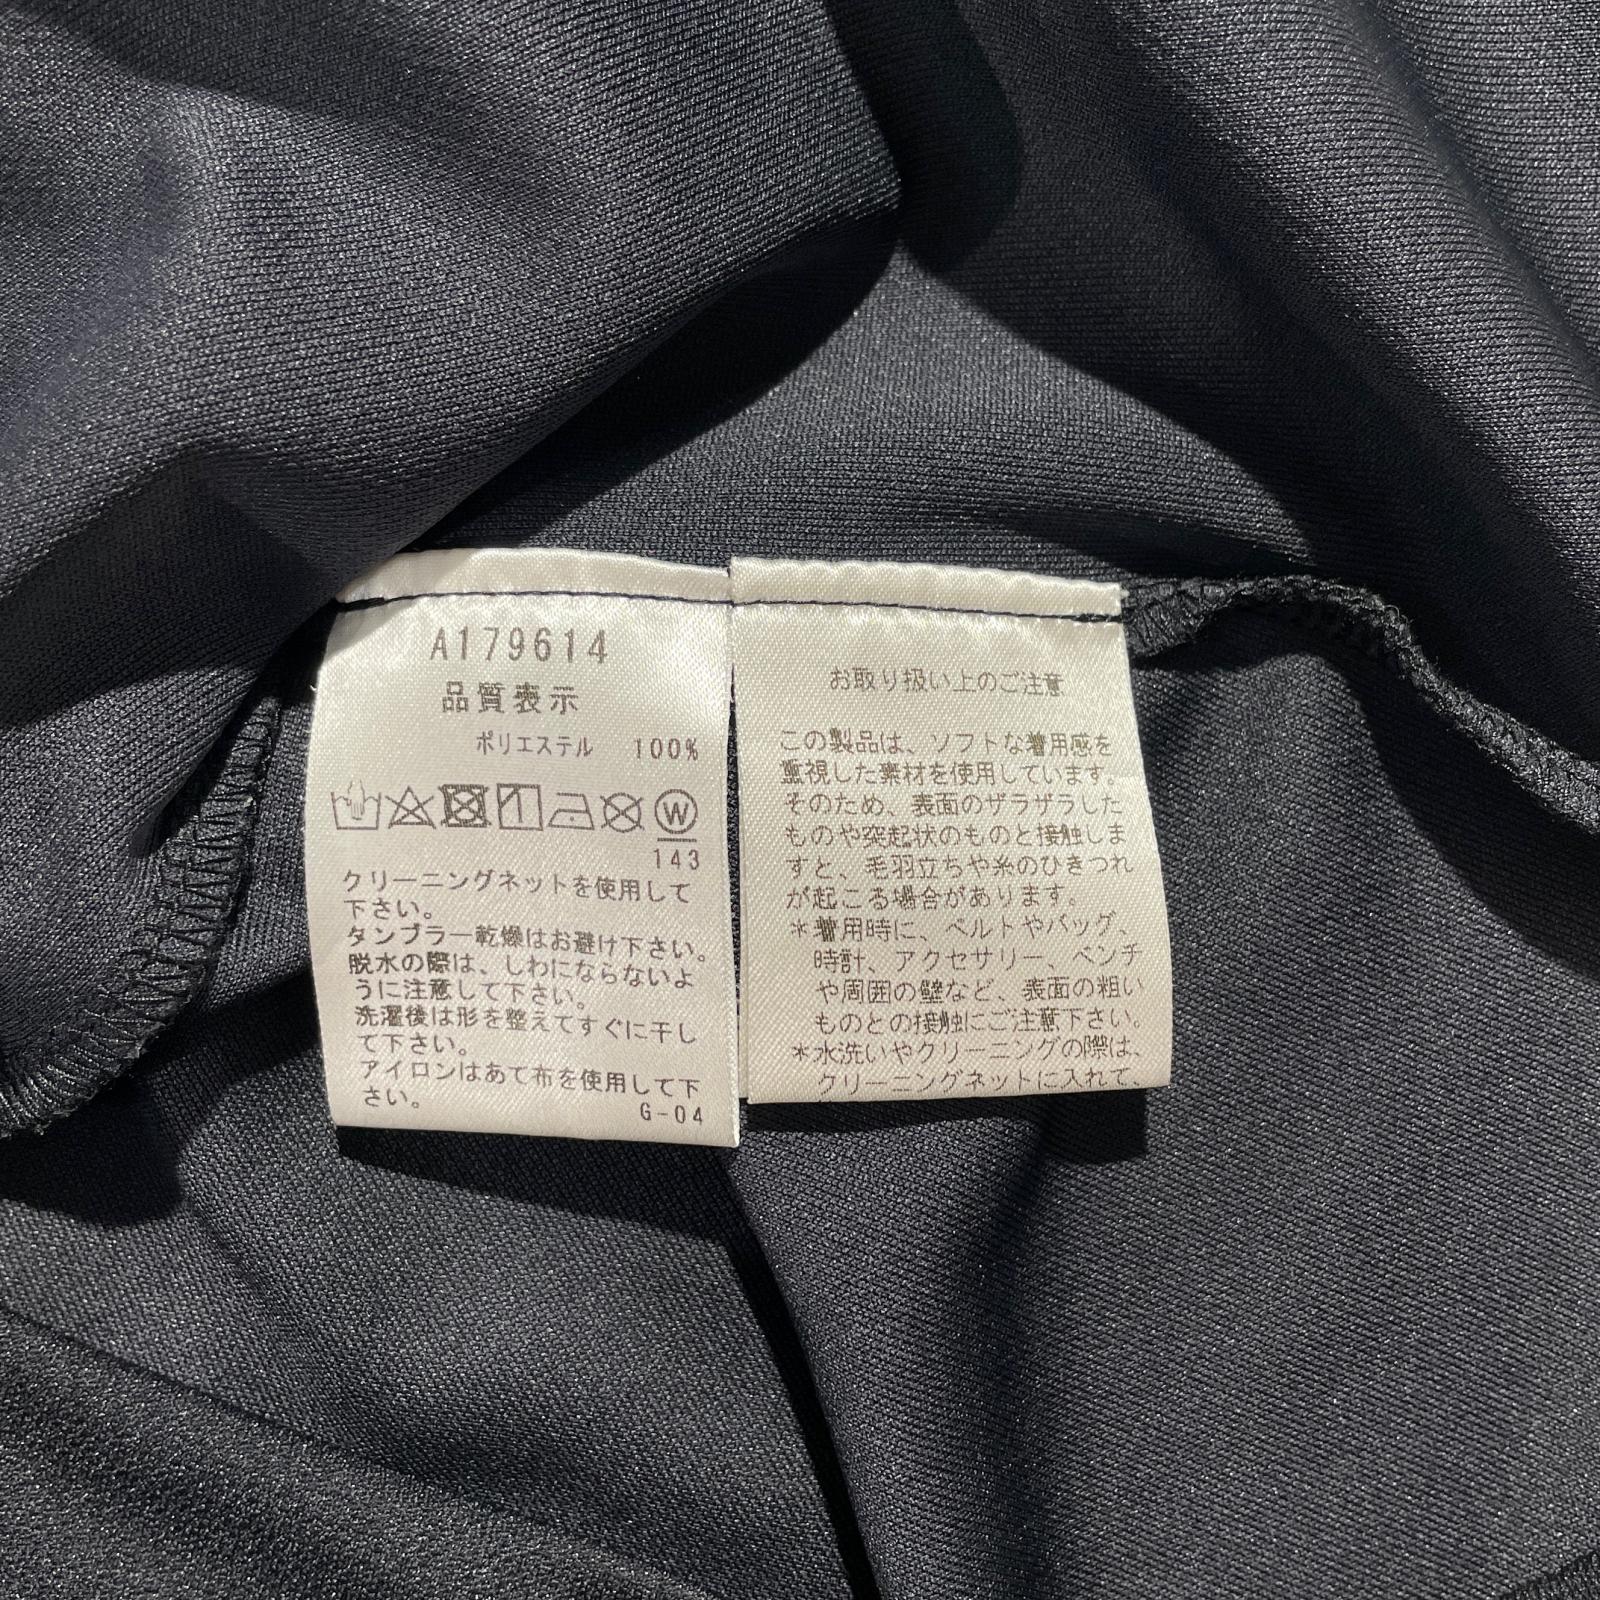 A179614
品質表示
ポリエステル 100%
W
143
クリーニングネットを使用して
下さい。
タンブラー乾燥はお避け下さい。
脱水の際は、しわにならないよ
うに注意して下さい。
洗濯後は形を整えてすぐに干し
て下さい。
アイロンはあて布を使用して下
さい。
G-04
お取り扱い上のご注意
この製品は、ソフトな着用感を
重視した素材を使用しています。
そのため、表面のザラザラした
ものや突起状のものと接触しま
すと、毛羽立ちや糸のひきつれ
が起こる場合があります。
*着用時に、ベルトやバッグ、
時計、アクセサリー、ベンチ
や周囲の壁など、表面の粗い
ものとの接触にご注意下さい。
*水洗いやクリーニングの際は、
クリーニングネットに入れて、